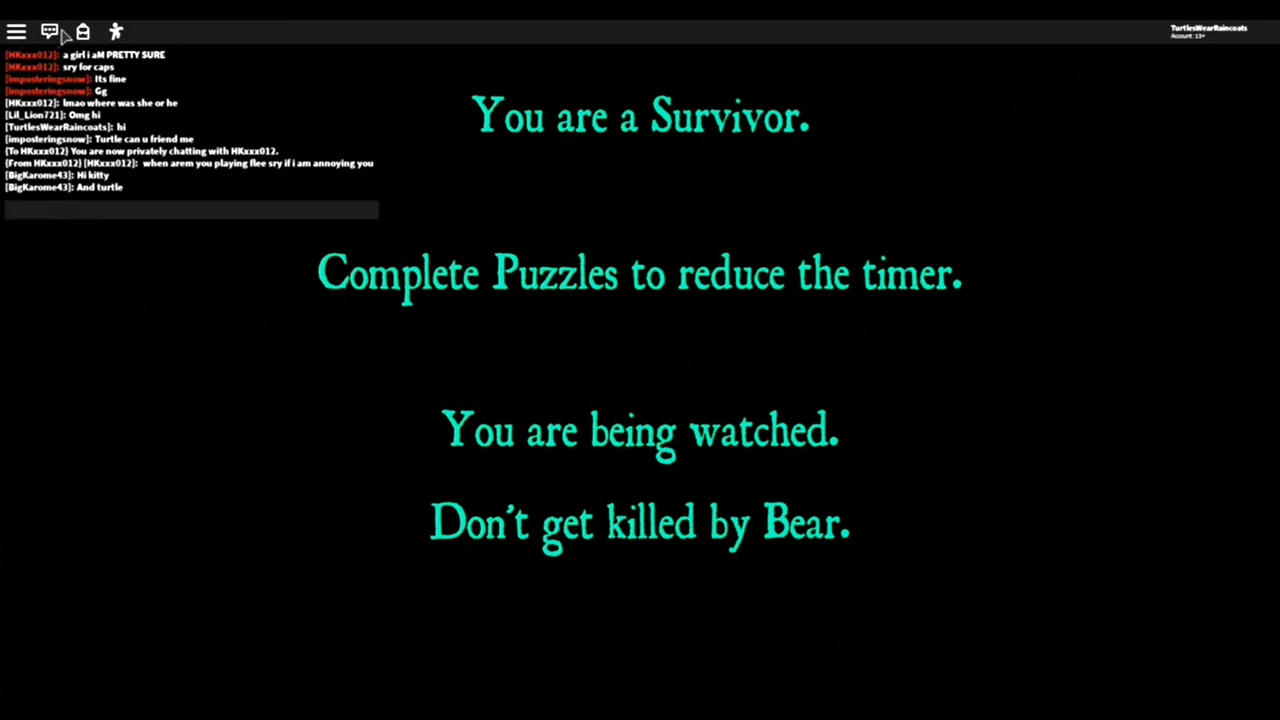 TurtlesWearRaincoats
Account: 13+
[HKxxx012]: a girl i aM PRETTY SURE
[HKxxx012]: sry for caps
[imposteringsnow]: Its fine
[imposteringsnow]: Gg
[HKxxx012]: lmao where was she or he
[Lil_Lion721]: Omg hi
[TurtlesWearRaincoats]: hi
[imposteringsnow]: Turtle can u friend me
{To HKxxx012} You are now privately chatting with HKxxx012.
{From HKxxx012} [HKxxx012]: when arem you playing flee sry if i am annoying you
[BigKarome43]: Hi kitty
[BigKarome43]: And turtle
You are a Survivor.
Complete Puzzles to reduce the timer.
You are being watched.
Don't get killed by Bear.